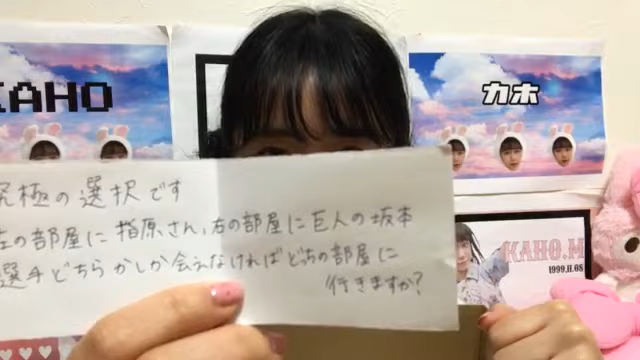 KAHO
カホ
究極の選択です
左の部屋に指原さん、右の部屋に巨人の坂本
選手どちらかしか会えなければどっちの部屋に
行きますか?
KAHO.M
1999.11.08